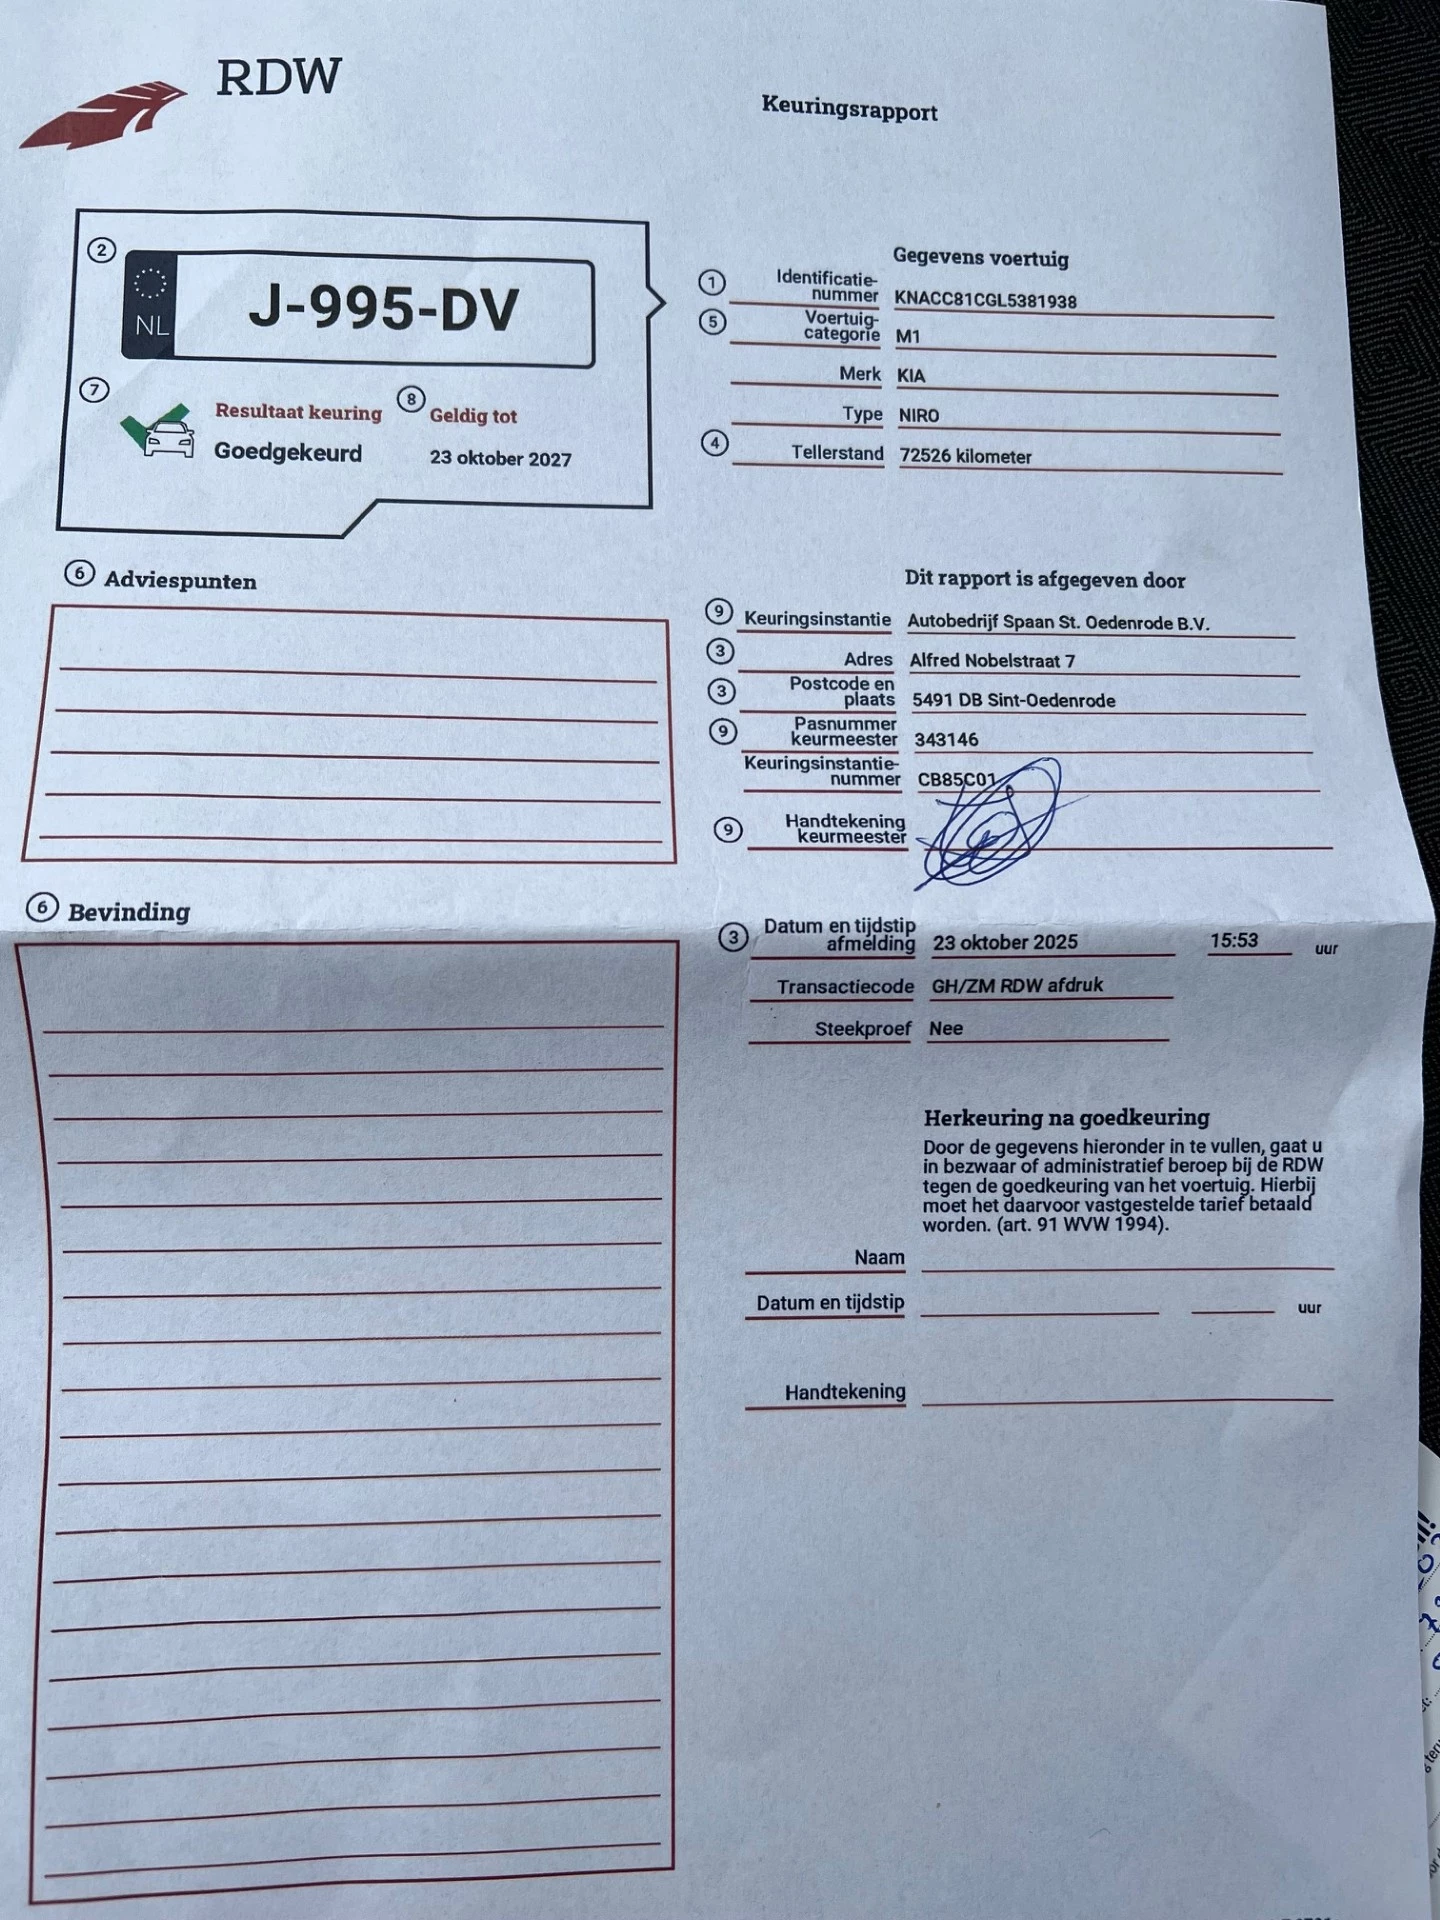 RDW
Keuringsrapport
2
NL
J-995-DV
7
Resultaat keuring
Goedgekeurd
8
Geldig tot
23 oktober 2027
Gegevens voertuig
1 Identificatie-
nummer KNACC81CGL5381938
5 Voertuig-
categorie M1
Merk KIA
Type NIRO
4 Tellerstand 72526 kilometer
6 Adviespunten
Dit rapport is afgegeven door
9 Keuringsinstantie Autobedrijf Spaan St. Oedenrode B.V.
3 Adres Alfred Nobelstraat 7
3 Postcode en
plaats 5491 DB Sint-Oedenrode
9 Pasnummer
keurmeester 343146
Keuringsinstantie-
nummer CB85C01
9 Handtekening
keurmeester
6 Bevinding
3 Datum en tijdstip
afmelding 23 oktober 2025 15:53 uur
Transactiecode GH/ZM RDW afdruk
Steekproef Nee
Herkeuring na goedkeuring
Door de gegevens hieronder in te vullen, gaat u
in bezwaar of administratief beroep bij de RDW
tegen de goedkeuring van het voertuig. Hierbij
moet het daarvoor vastgestelde tarief betaald
worden. (art. 91 WVW 1994).
Naam
Datum en tijdstip uur
Handtekening